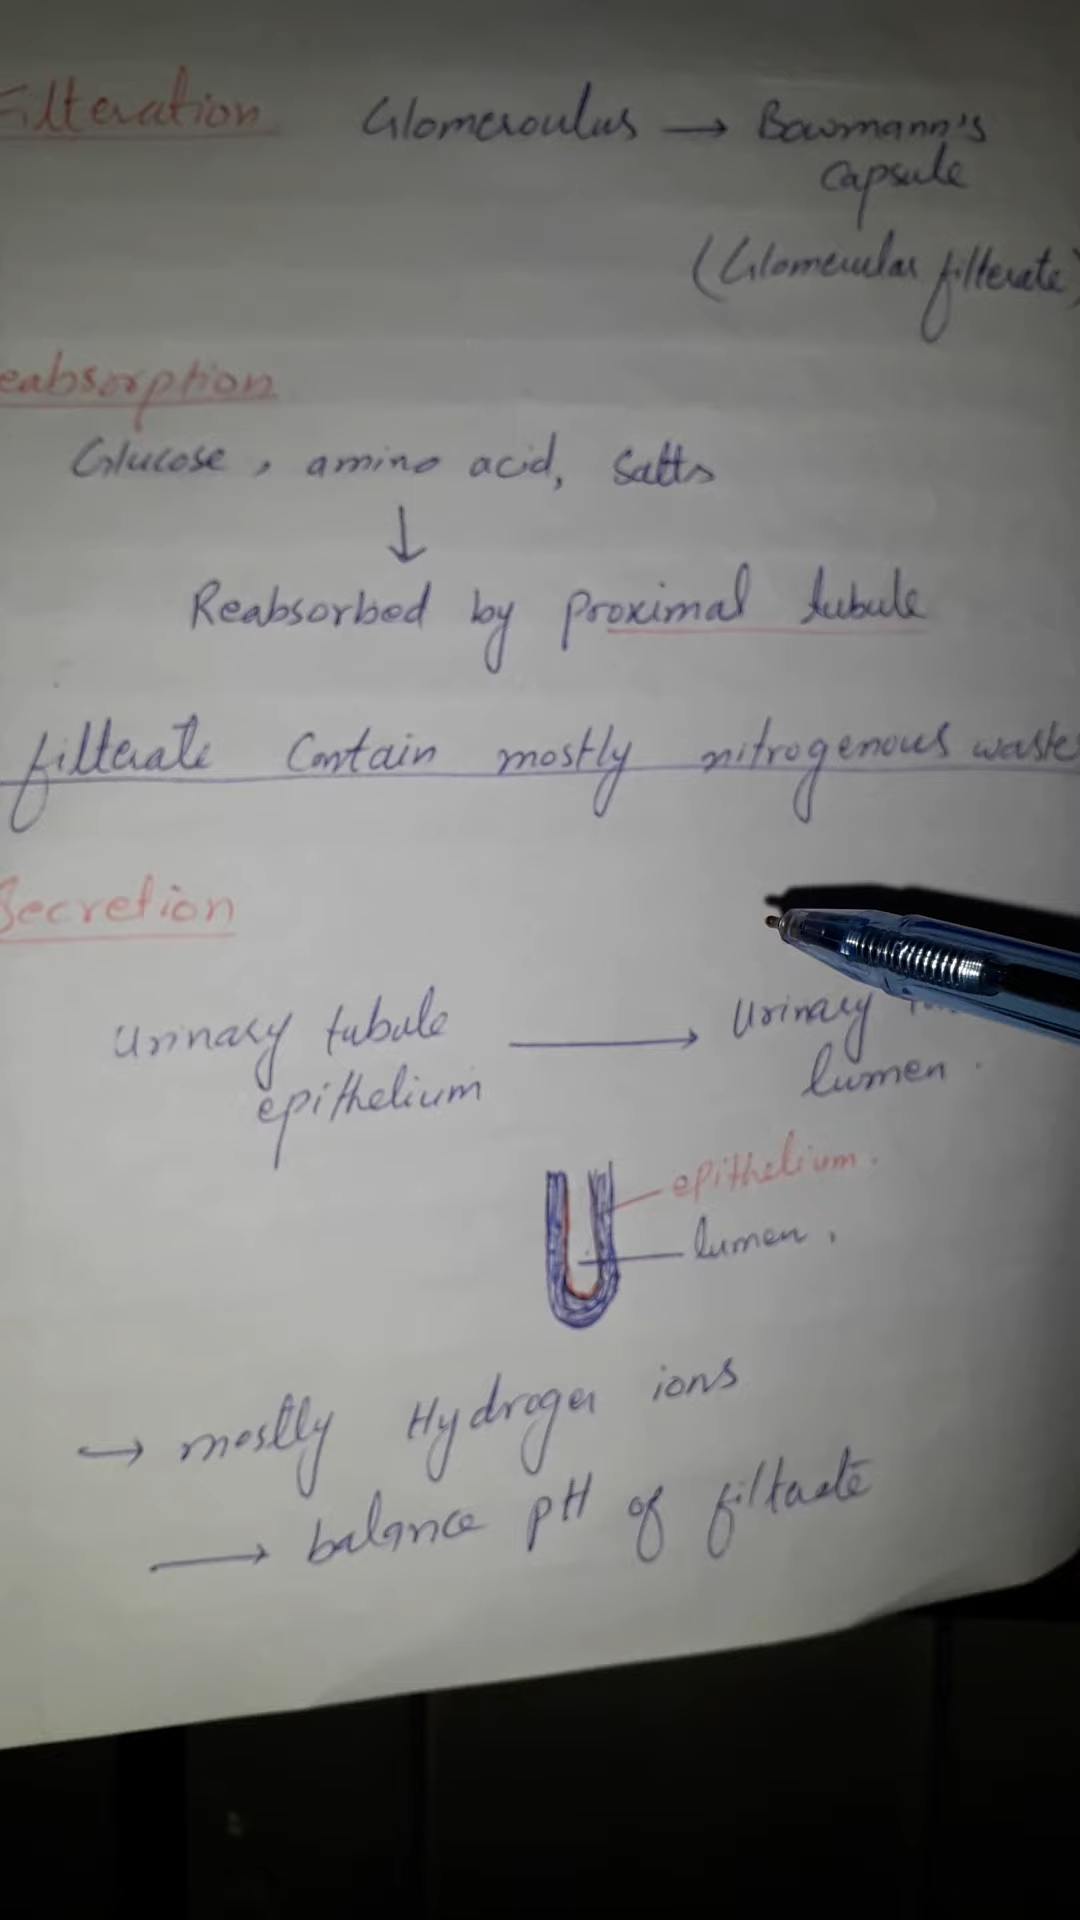 Filteration
Glomeroulus → Bowmann's
capsule
(Glomerular filterate)
eabsorption
Glucose, amino acid, Salts
↓
Reabsorbed by proximal tubule
filterate Contain mostly nitrogenous waste
Secretion
Urinary tubule → Urinary
epithelium lumen.
epithelium.
lumen.
→ mostly Hydrogen ions
→ balance pH of filtrate